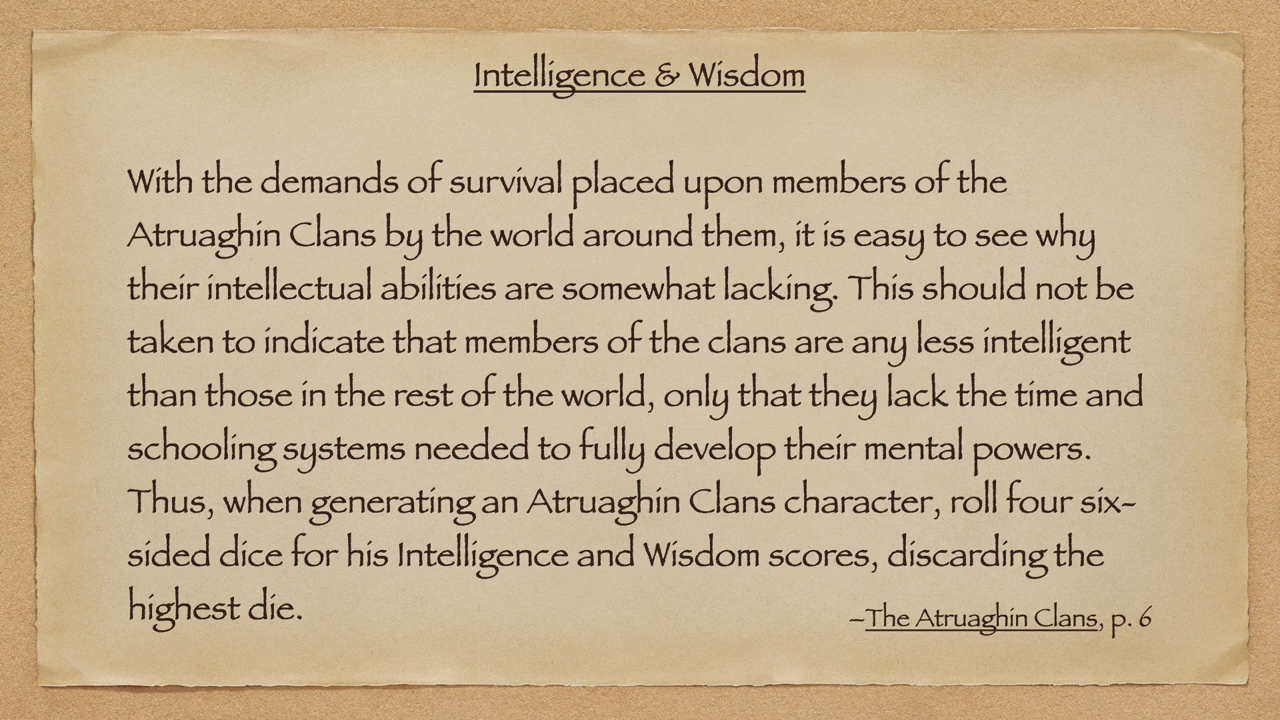 Intelligence & Wisdom
With the demands of survival placed upon members of the
Atruaghin Clans by the world around them, it is easy to see why
their intellectual abilities are somewhat lacking. This should not be
taken to indicate that members of the clans are any less intelligent
than those in the rest of the world, only that they lack the time and
schooling systems needed to fully develop their mental powers.
Thus, when generating an Atruaghin Clans character, roll four six-
sided dice for his Intelligence and Wisdom scores, discarding the
highest die.
–The Atruaghin Clans, p. 6